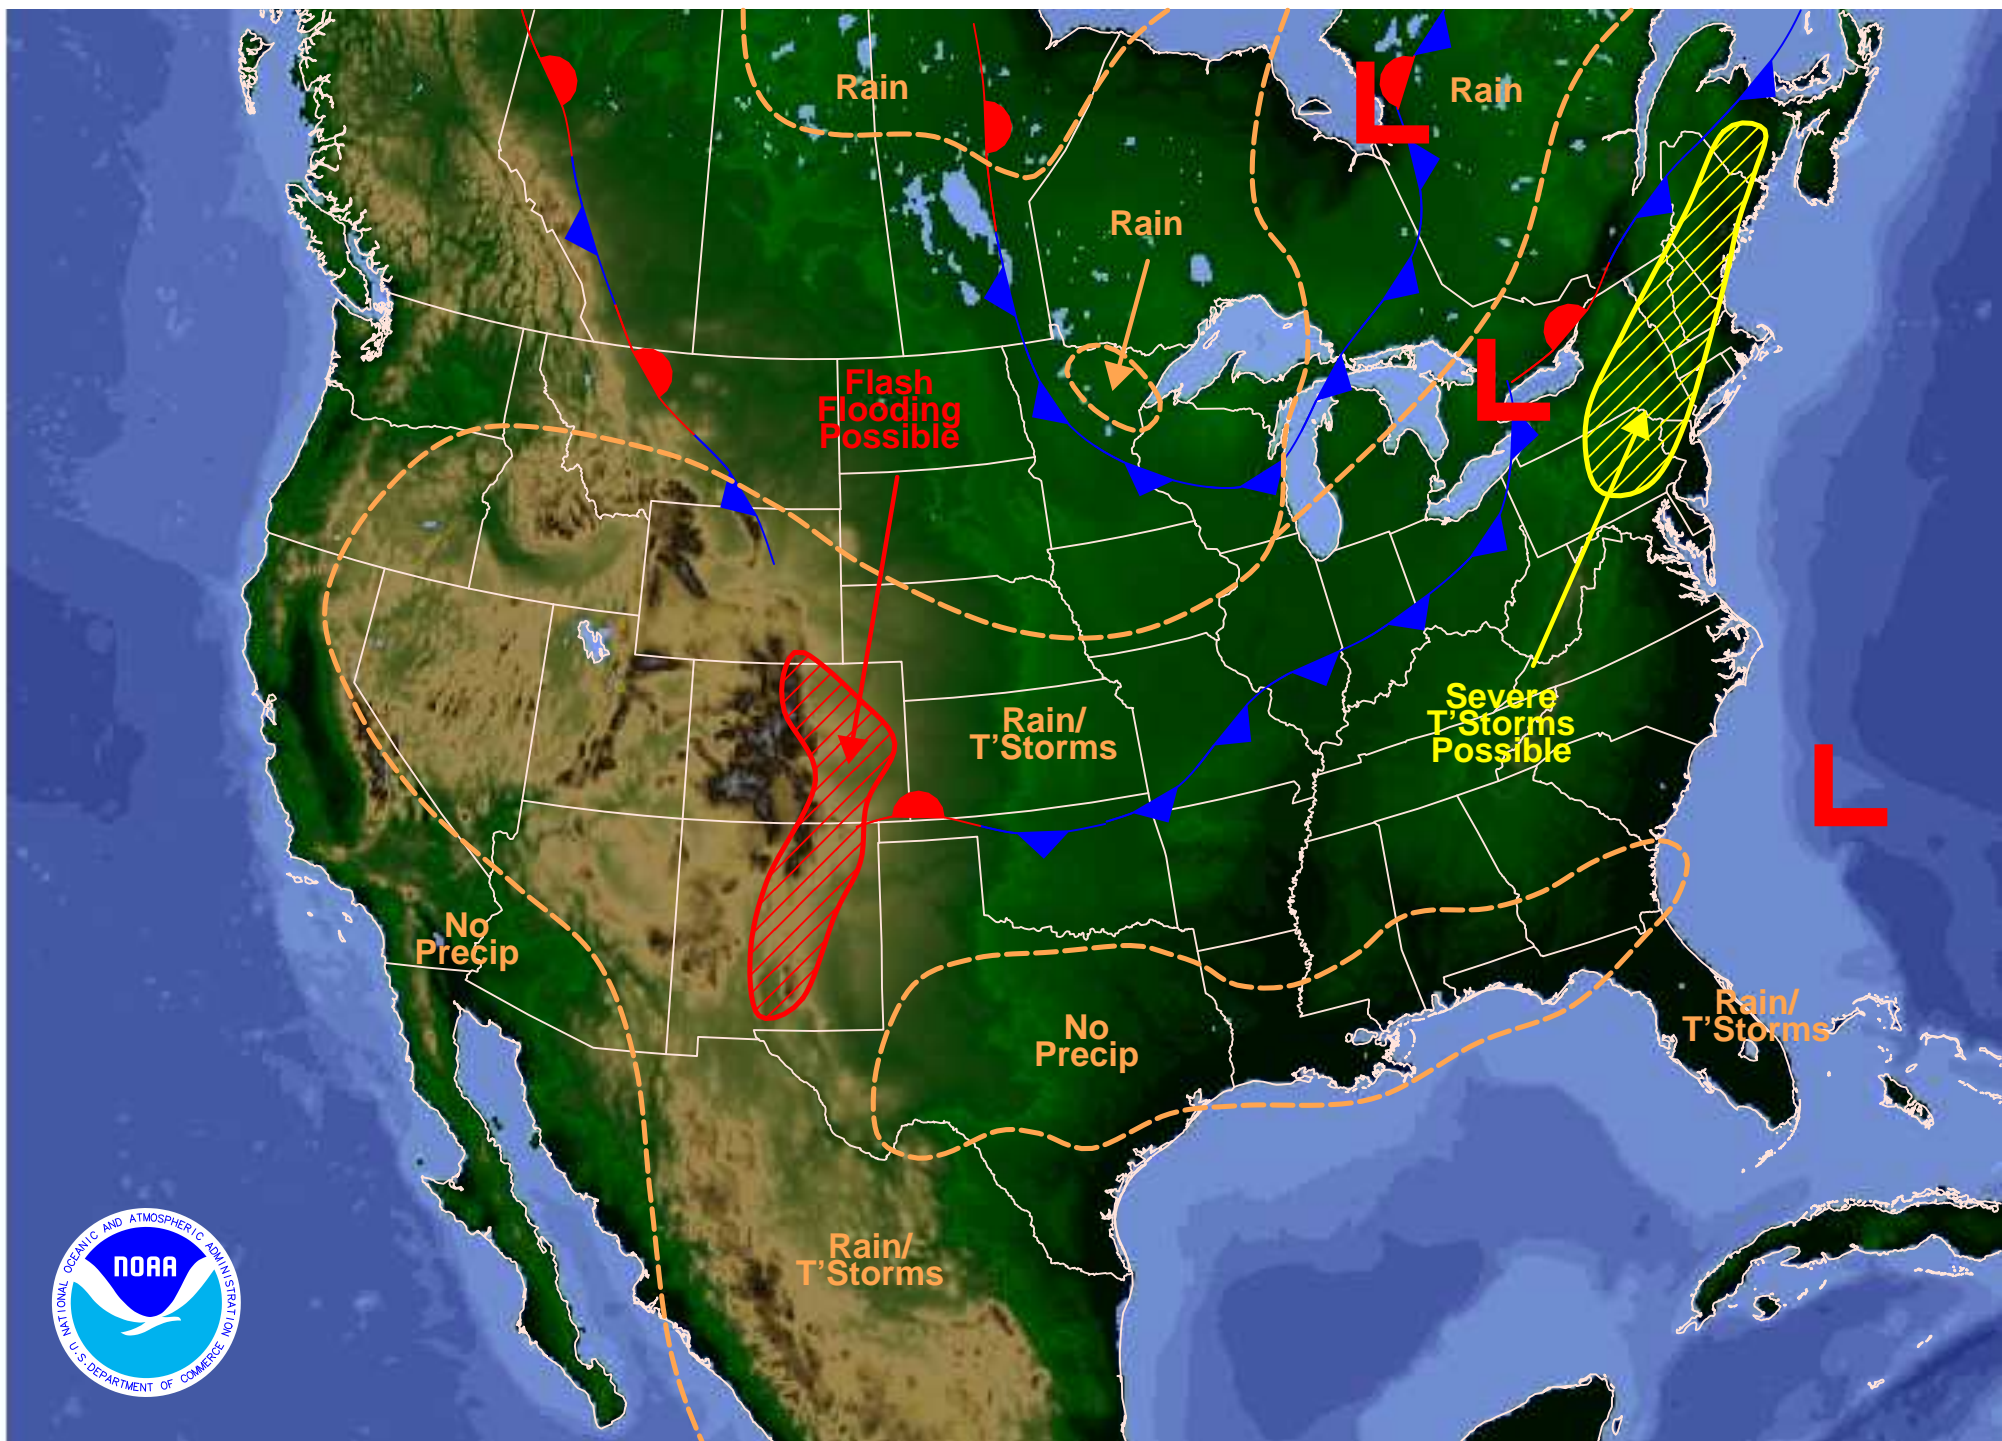 Rain
Rain
Rain
Flash
Flooding
Possible
Severe
T'Storms
Possible
Rain/
T'Storms
No
Precip
No
Precip
Rain/
T'Storms
Rain/
T'Storms
L
L
L
NATIONAL OCEANIC AND ATMOSPHERIC ADMINISTRATION
NOAA
U.S. DEPARTMENT OF COMMERCE